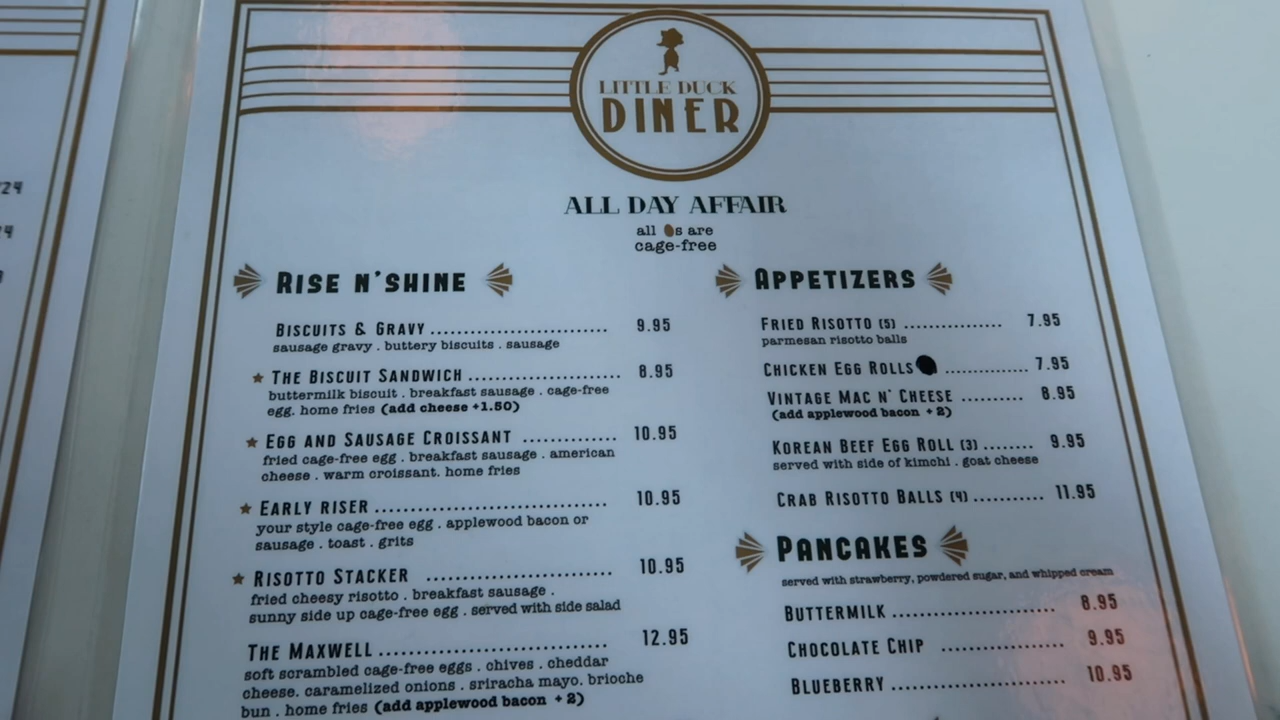 LITTLE DUCK
DINER
ALL DAY AFFAIR
all s are
cage-free
RISE N'SHINE
BISCUITS & GRAVY ........................... 9.95
sausage gravy . buttery biscuits . sausage
THE BISCUIT SANDWICH ....................... 8.95
buttermilk biscuit . breakfast sausage . cage-free
egg. home fries (add cheese +1.50)
EGG AND SAUSAGE CROISSANT .............. 10.95
fried cage-free egg . breakfast sausage . american
cheese . warm croissant. home fries
EARLY RISER ................................... 10.95
your style cage-free egg . applewood bacon or
sausage . toast . grits
RISOTTO STACKER ........................... 10.95
fried cheesy risotto . breakfast sausage .
sunny side up cage-free egg . served with side salad
THE MAXWELL .................................. 12.95
soft scrambled cage-free eggs . chives . cheddar
cheese. caramelized onions . sriracha mayo. brioche
bun . home fries (add applewood bacon + 2)
APPETIZERS
FRIED RISOTTO (5) ............... 7.95
parmesan risotto balls
CHICKEN EGG ROLLS ................ 7.95
VINTAGE MAC N' CHEESE .......... 8.95
(add applewood bacon + 2)
KOREAN BEEF EGG ROLL (3) ........ 9.95
served with side of kimchi . goat cheese
CRAB RISOTTO BALLS (4) ........... 11.95
PANCAKES
served with strawberry, powdered sugar, and whipped cream
BUTTERMILK ......................... 8.95
CHOCOLATE CHIP ................... 9.95
BLUEBERRY .......................... 10.95
/24